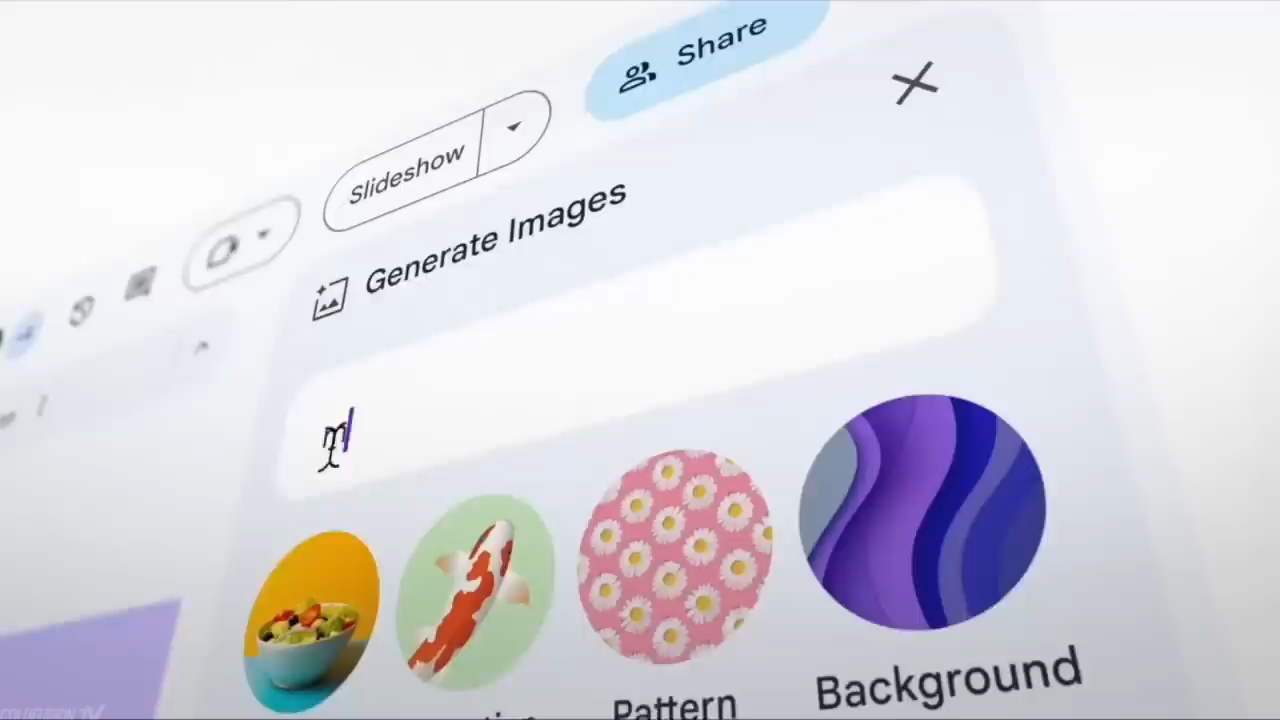 Share
Slideshow
Generate Images
Background
Pattern